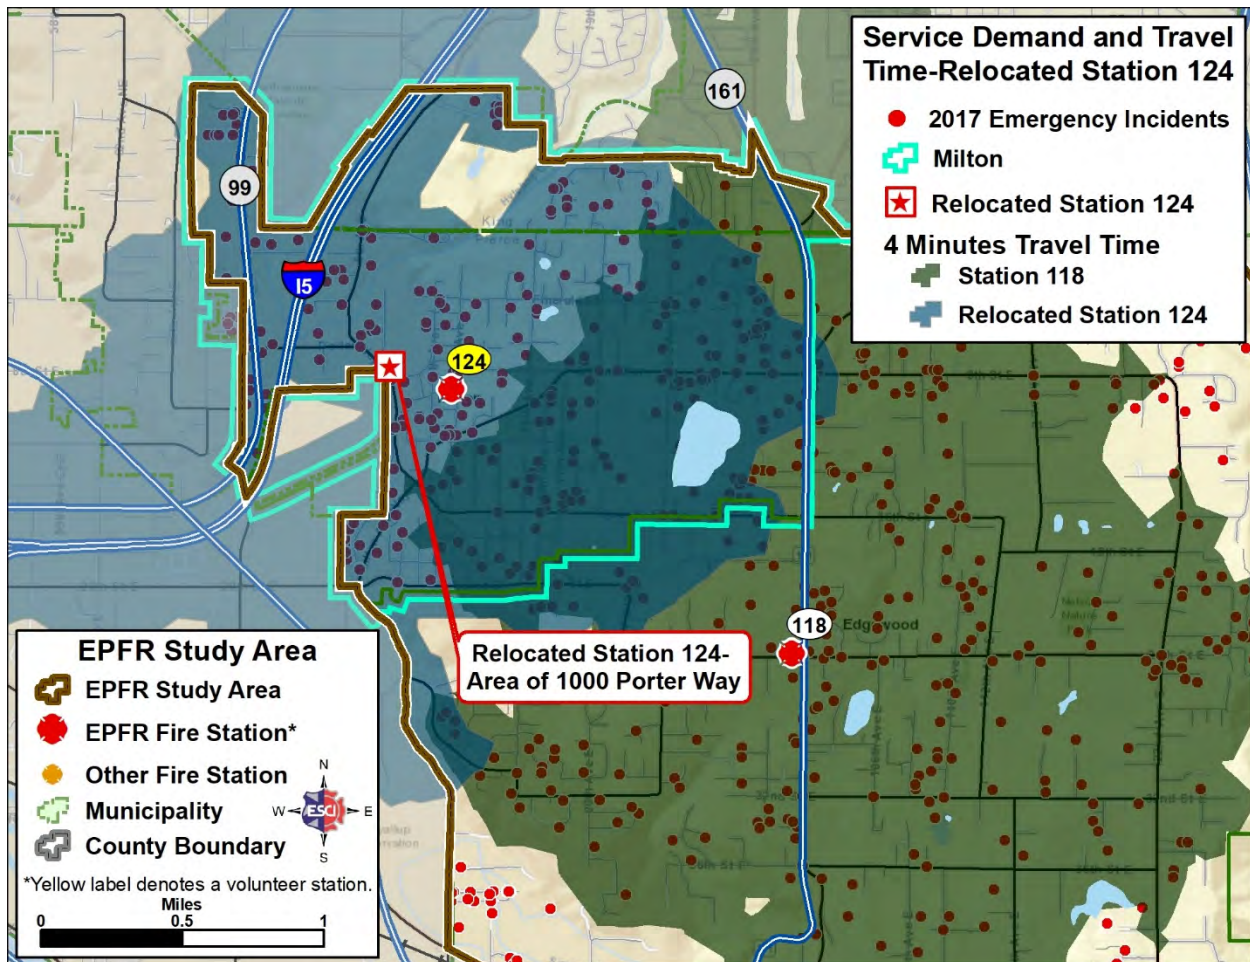 Service Demand and Travel
Time-Relocated Station 124
2017 Emergency Incidents
Milton
Relocated Station 124
4 Minutes Travel Time
Station 118
Relocated Station 124
161
99
I5
124
118
Edgewood
Relocated Station 124-
Area of 1000 Porter Way
EPFR Study Area
EPFR Study Area
EPFR Fire Station*
Other Fire Station
Municipality
County Boundary
N
W
E
S
ESCI
*Yellow label denotes a volunteer station.
Miles
0
0.5
1